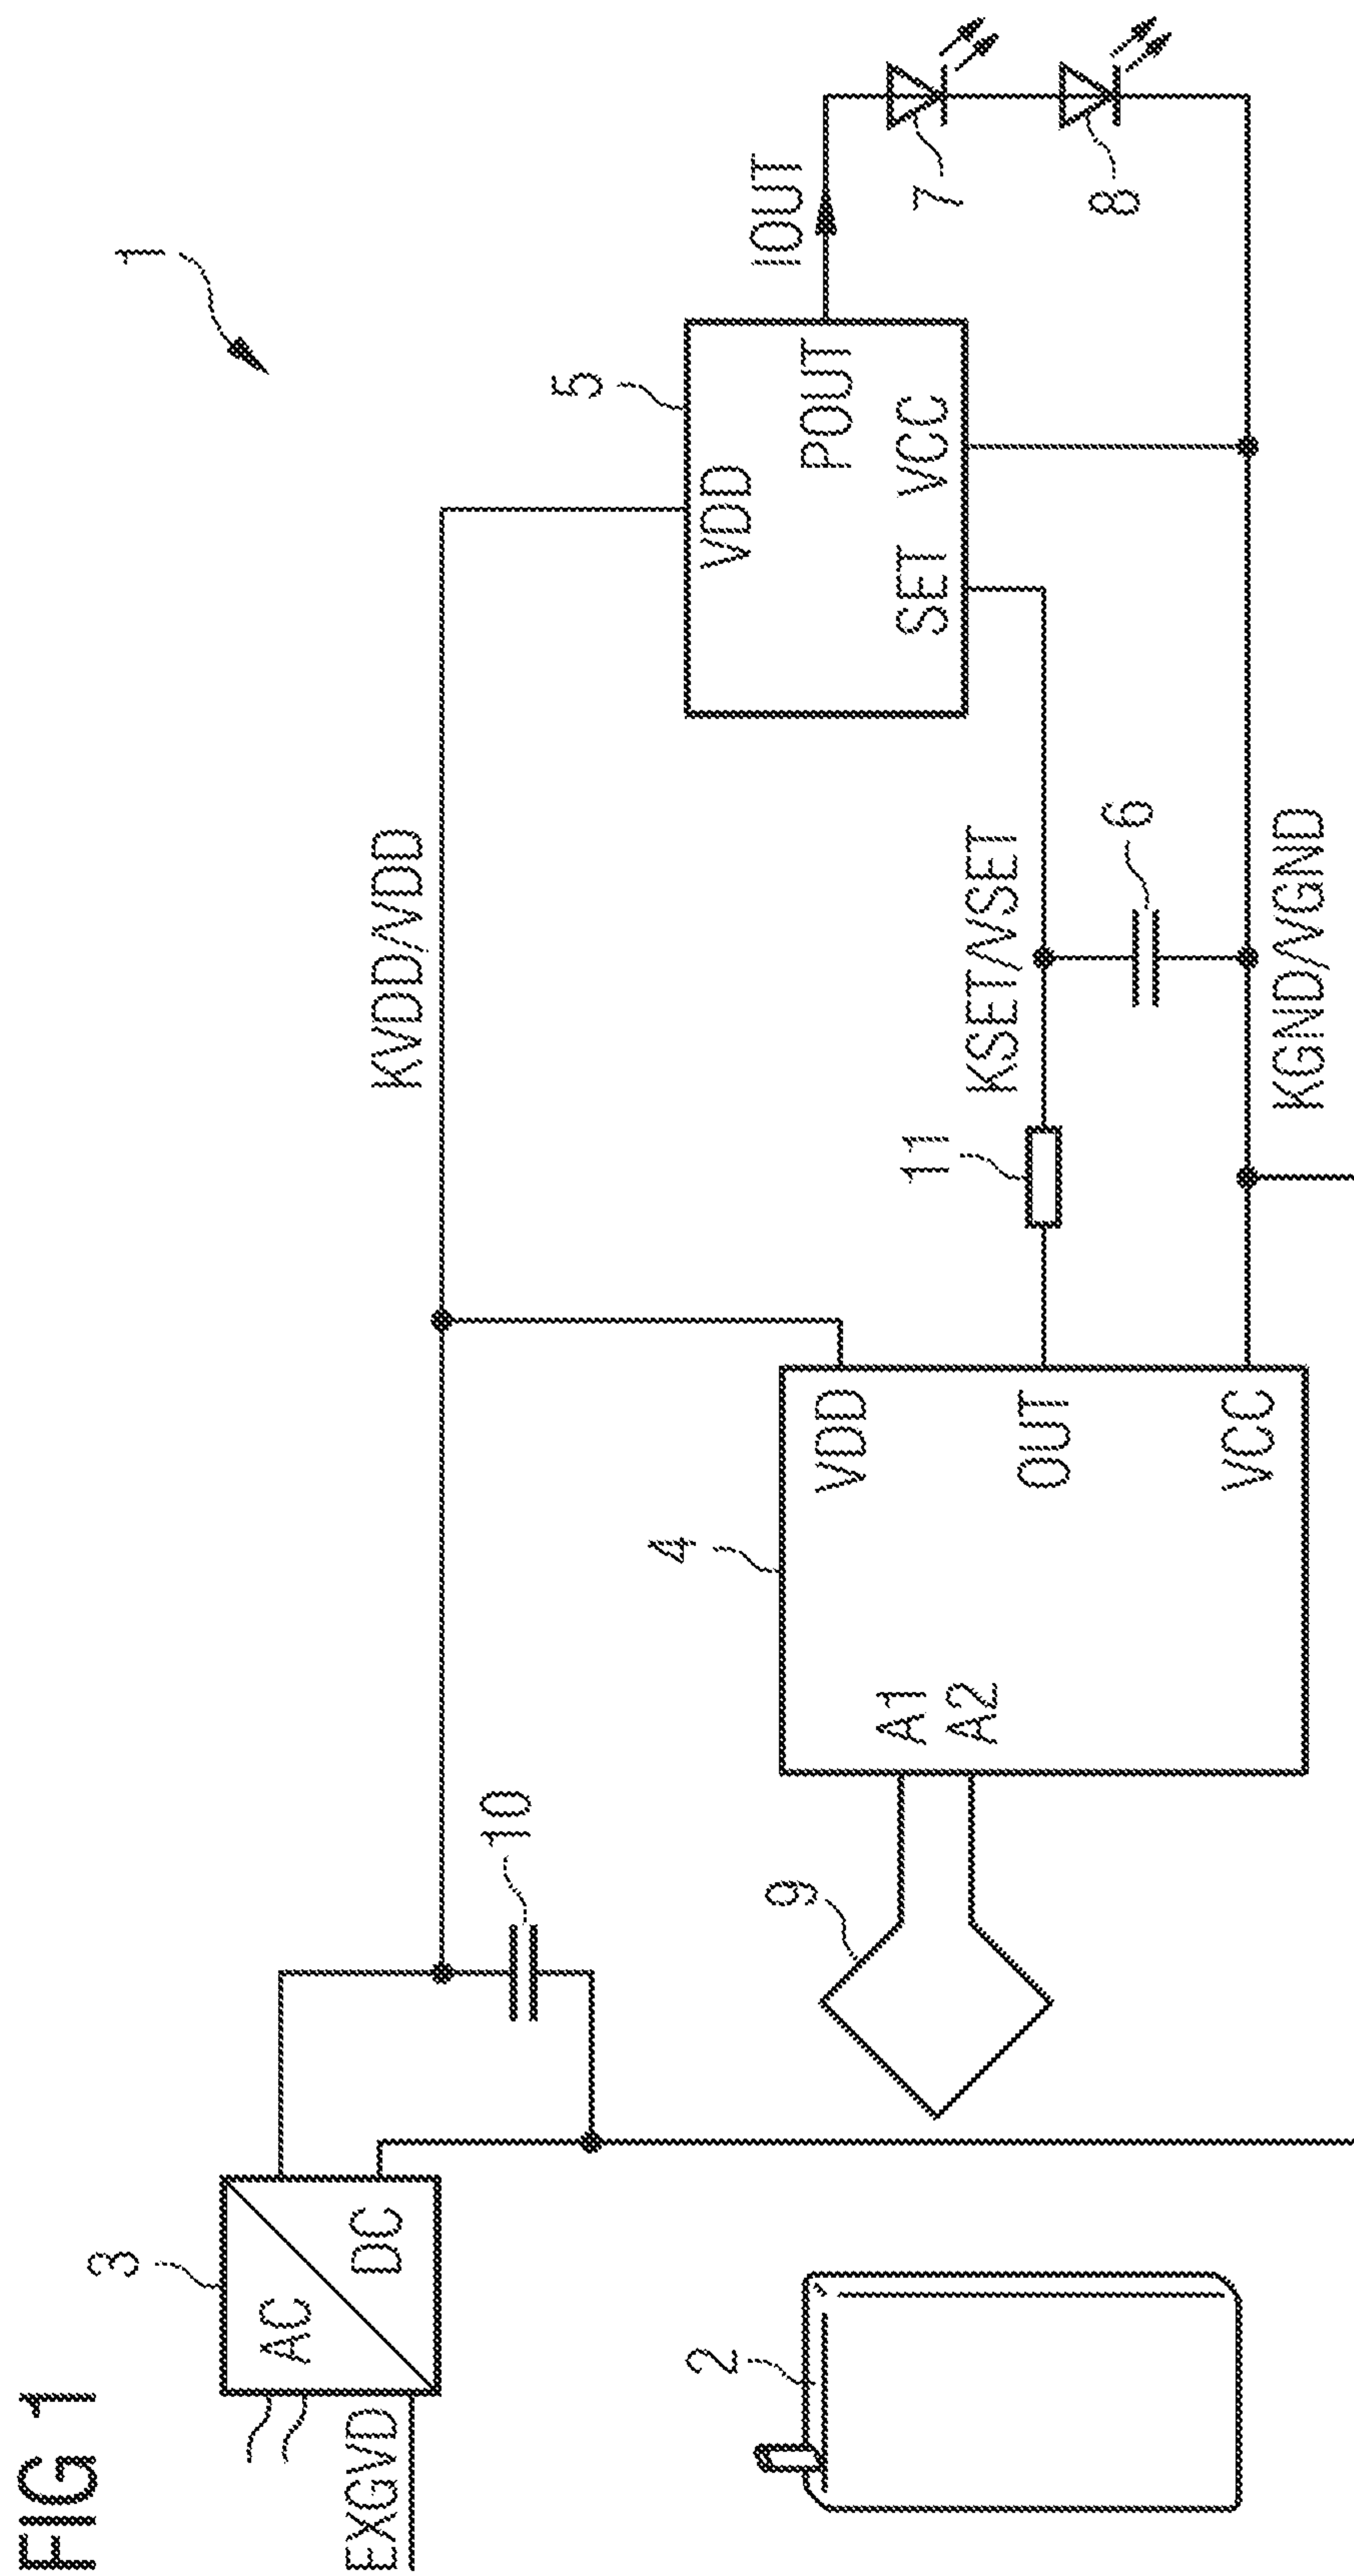 FIG 1
1
3
AC
DC
EXGVD
10
KVDD/VDD
5
VDD
POUT
SET VCC
IOUT
7
8
2
9
4
A1
A2
VDD
OUT
VCC
11
KSET/VSET
6
KGND/VGND